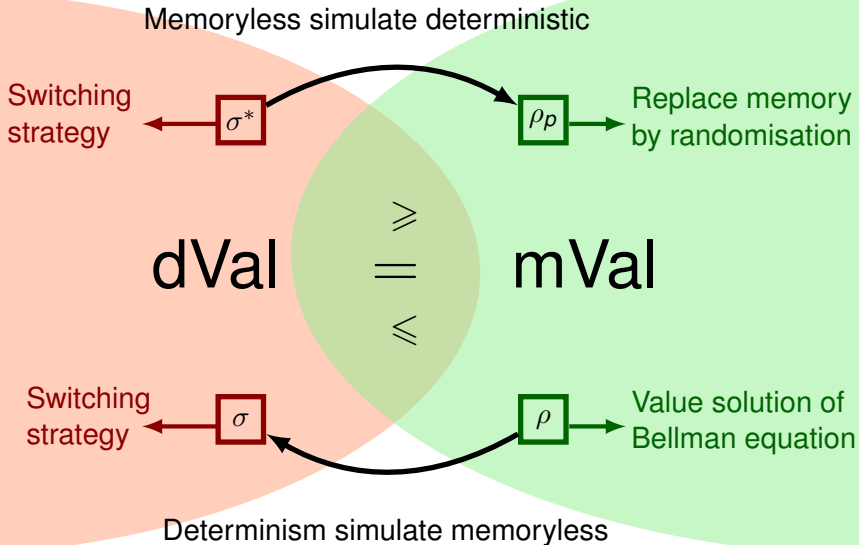 Memoryless simulate deterministic
Switching
strategy
σ*
ρp
Replace memory
by randomisation
⩾
dVal = mVal
⩽
Switching
strategy
σ
ρ
Value solution of
Bellman equation
Determinism simulate memoryless